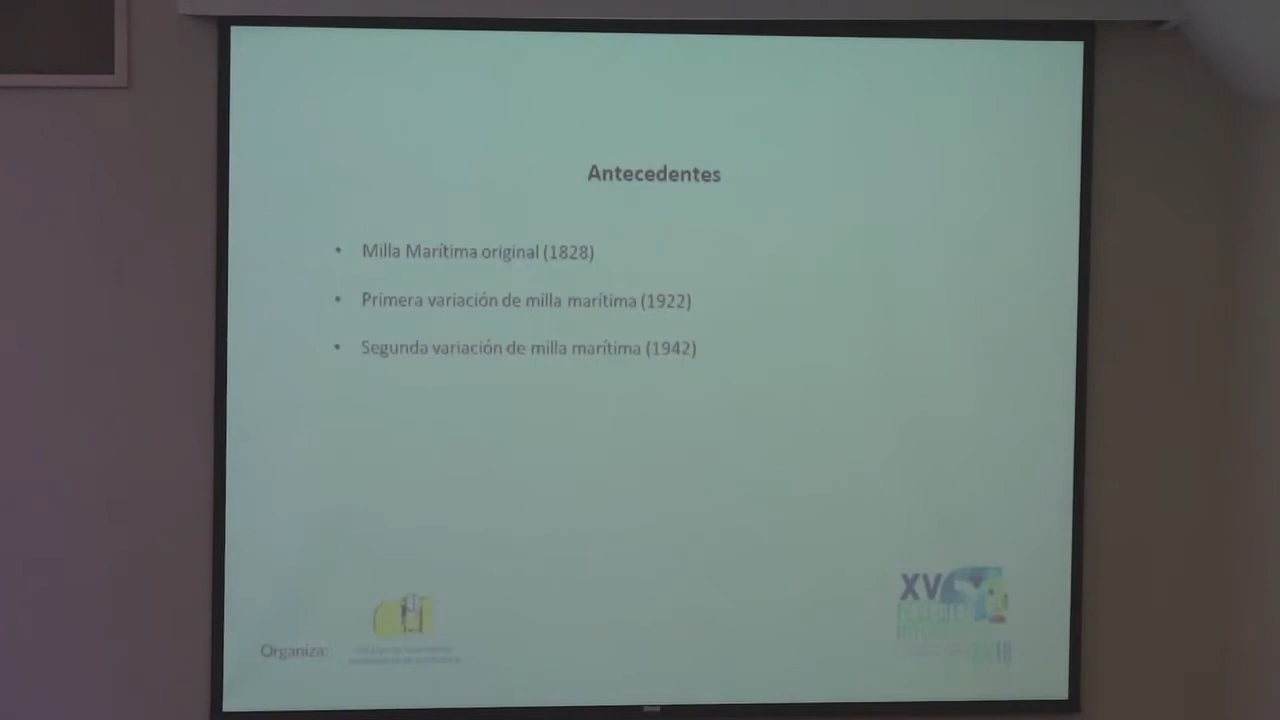 Antecedentes
• Milla Marítima original (1828)
• Primera variación de milla marítima (1922)
• Segunda variación de milla marítima (1942)
XV
Organiza: